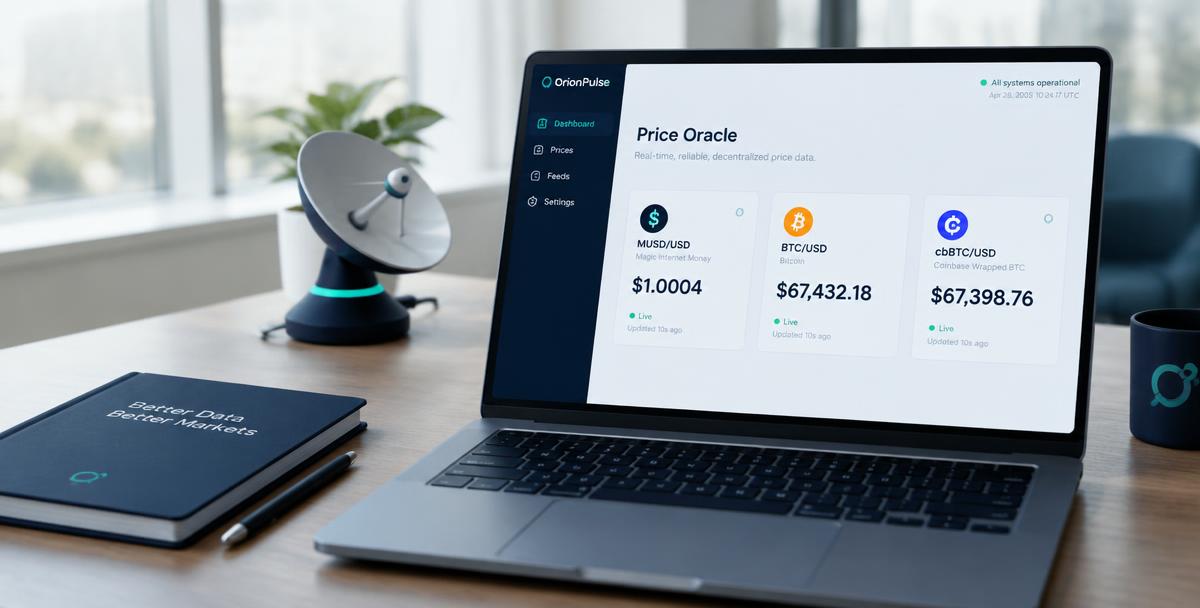 OrionPulse
Dashboard
Prices
Feeds
Settings
All systems operational
Apr UTC
Price Oracle
Real-time, reliable, decentralized price data.
MUSD/USD
Magic Internet Money
$1.0004
Live
Updated 10s ago
BTC/USD
Bitcoin
$67,432.18
Live
Updated 10s ago
cbBTC/USD
Coinbase Wrapped BTC
$67,398.76
Live
Updated 10s ago
Better Data
Better Markets